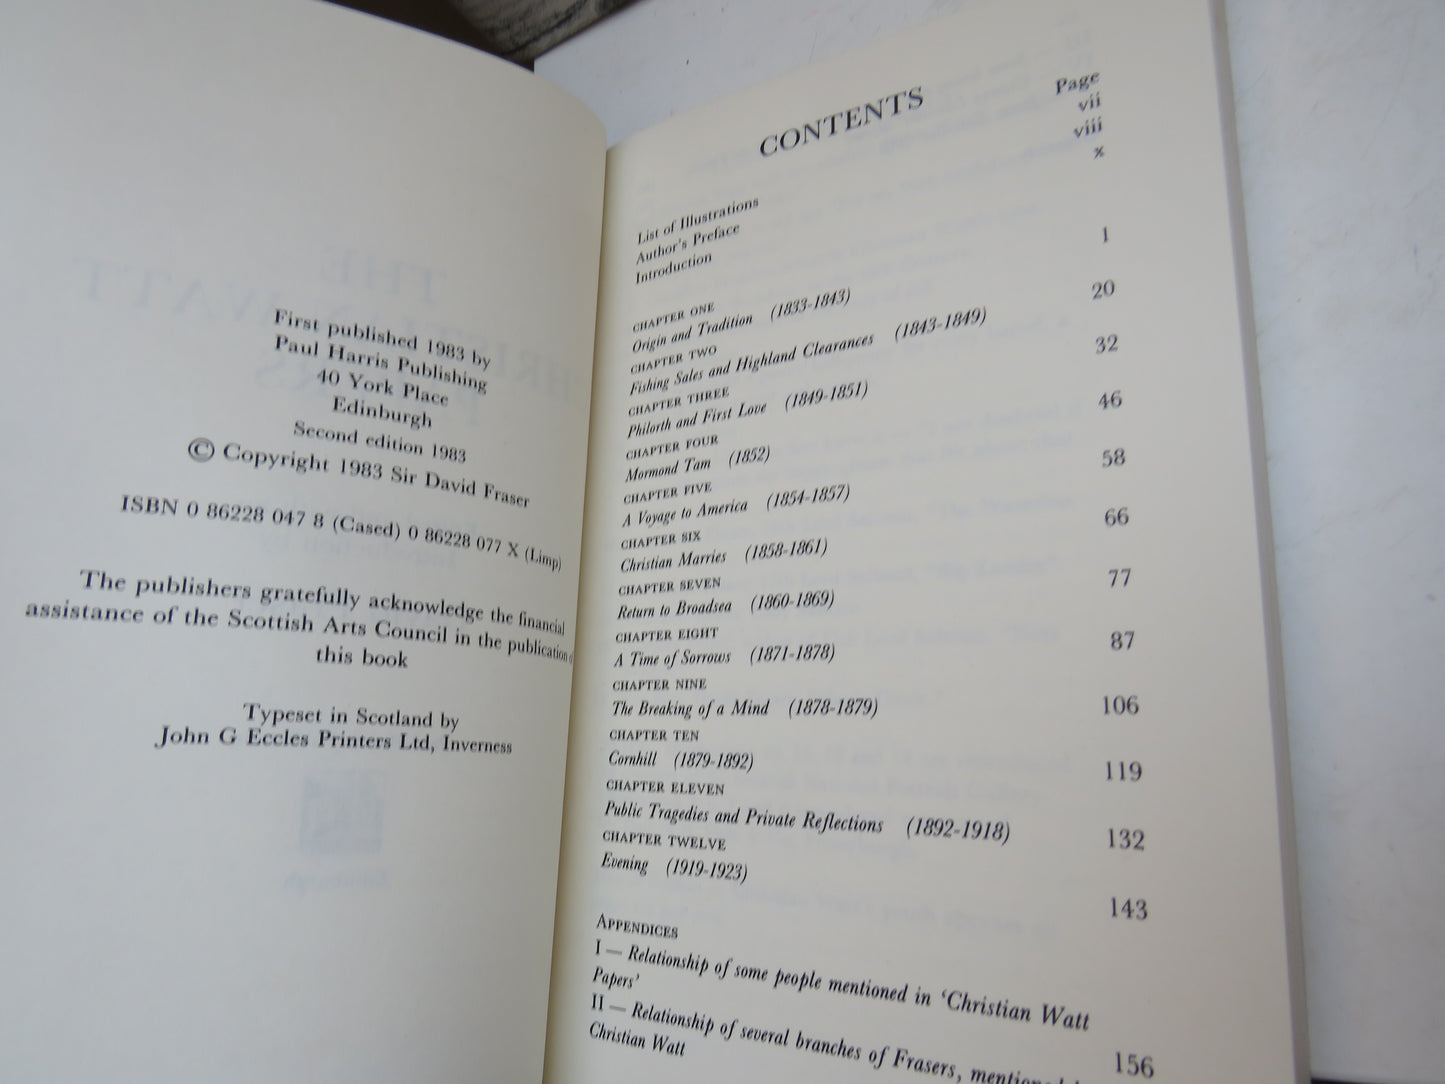 First published 1983 by
Paul Harris Publishing
40 York Place
Edinburgh
Second edition 1983
© Copyright 1983 Sir David Fraser
ISBN 0 86228 047 8 (Cased) 0 86228 077 X (Limp)
The publishers gratefully acknowledge the financial
assistance of the Scottish Arts Council in the publication of
this book
Typeset in Scotland by
John G Eccles Printers Ltd, Inverness
CONTENTS
Page
List of Illustrations vii
Author's Preface viii
Introduction x
CHAPTER ONE
Origin and Tradition (1833-1843) 1
CHAPTER TWO
Fishing Sales and Highland Clearances (1843-1849) 20
CHAPTER THREE
Philorth and First Love (1849-1851) 32
CHAPTER FOUR
Mormond Tam (1852) 46
CHAPTER FIVE
A Voyage to America (1854-1857) 58
CHAPTER SIX
Christian Marries (1858-1861) 66
CHAPTER SEVEN
Return to Broadsea (1860-1869) 77
CHAPTER EIGHT
A Time of Sorrows (1871-1878) 87
CHAPTER NINE
The Breaking of a Mind (1878-1879) 106
CHAPTER TEN
Cornhill (1879-1892) 119
CHAPTER ELEVEN
Public Tragedies and Private Reflections (1892-1918) 132
CHAPTER TWELVE
Evening (1919-1923) 143
APPENDICES
I — Relationship of some people mentioned in 'Christian Watt
Papers' 156
II — Relationship of several branches of Frasers, mentioned
Christian Watt